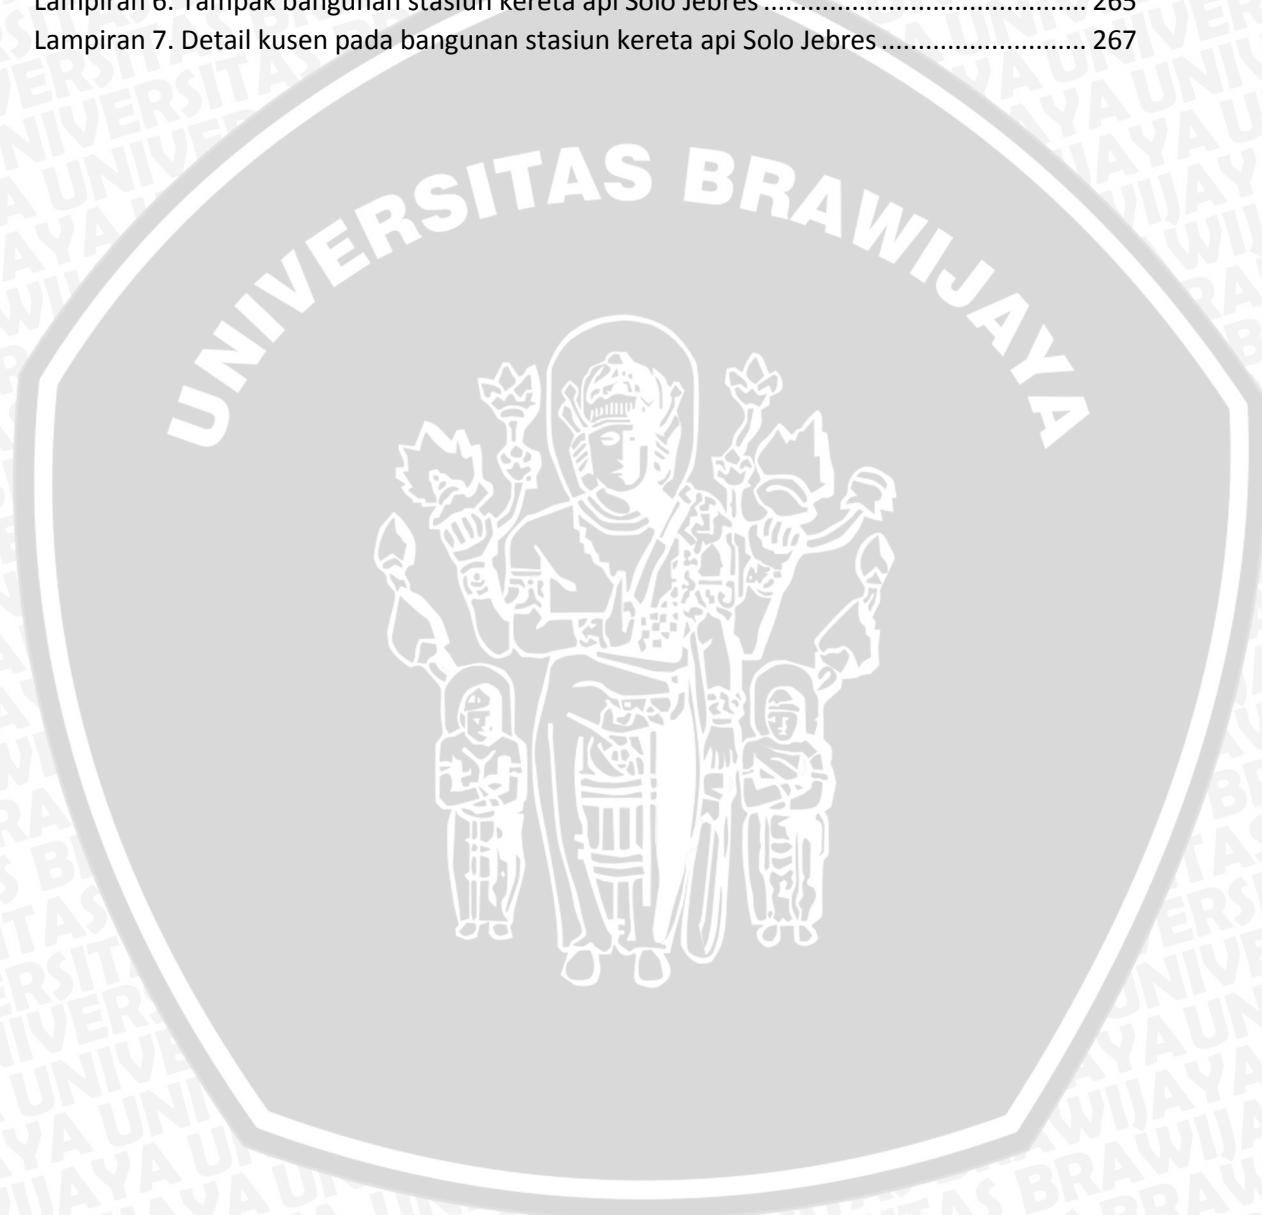 Lampiran 6. Tampak bangunan stasiun kereta api Solo Jebres ........................................... 265
Lampiran 7. Detail kusen pada bangunan stasiun kereta api Solo Jebres ............................ 267
UNIVERSITAS BRAWIJAYA